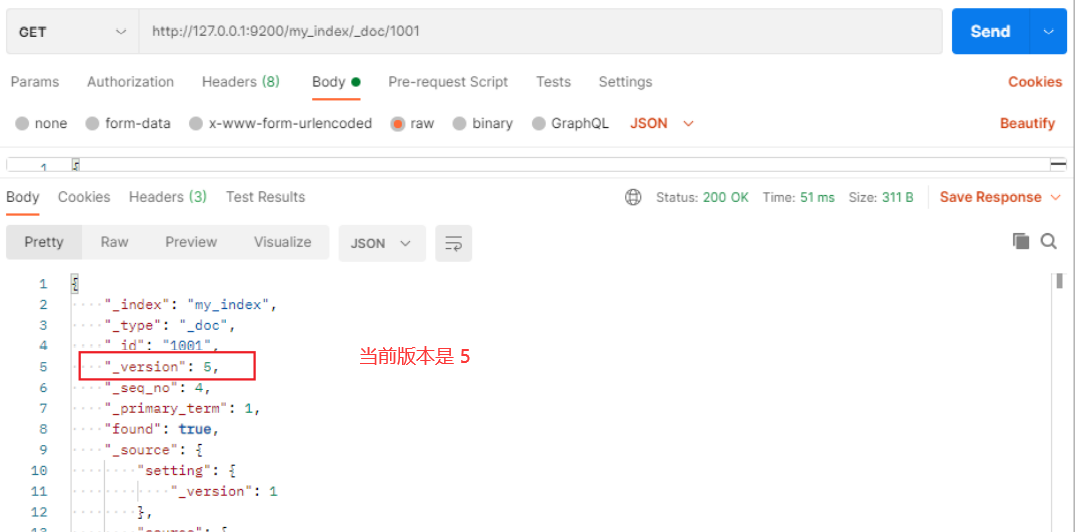 GET http://127.0.0.1:9200/my_index/_doc/1001 Send
Params Authorization Headers (8) Body Pre-request Script Tests Settings Cookies
none form-data x-www-form-urlencoded raw binary GraphQL JSON Beautify
1 {
Body Cookies Headers (3) Test Results Status: 200 OK Time: 51 ms Size: 311 B Save Response
Pretty Raw Preview Visualize JSON
1 {
2 "_index": "my_index",
3 "_type": "_doc",
4 "_id": "1001",
当前版本是 5
5 "_version": 5,
6 "_seq_no": 4,
7 "_primary_term": 1,
8 "found": true,
9 "_source": {
10 "setting": {
11 "_version": 1
12 },
13 "source": {